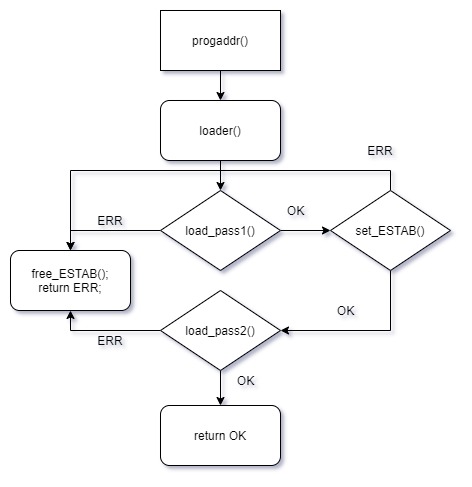 progaddr()
loader()
ERR
ERR
load_pass1()
OK
set_ESTAB()
free_ESTAB();
return ERR;
OK
load_pass2()
ERR
OK
return OK